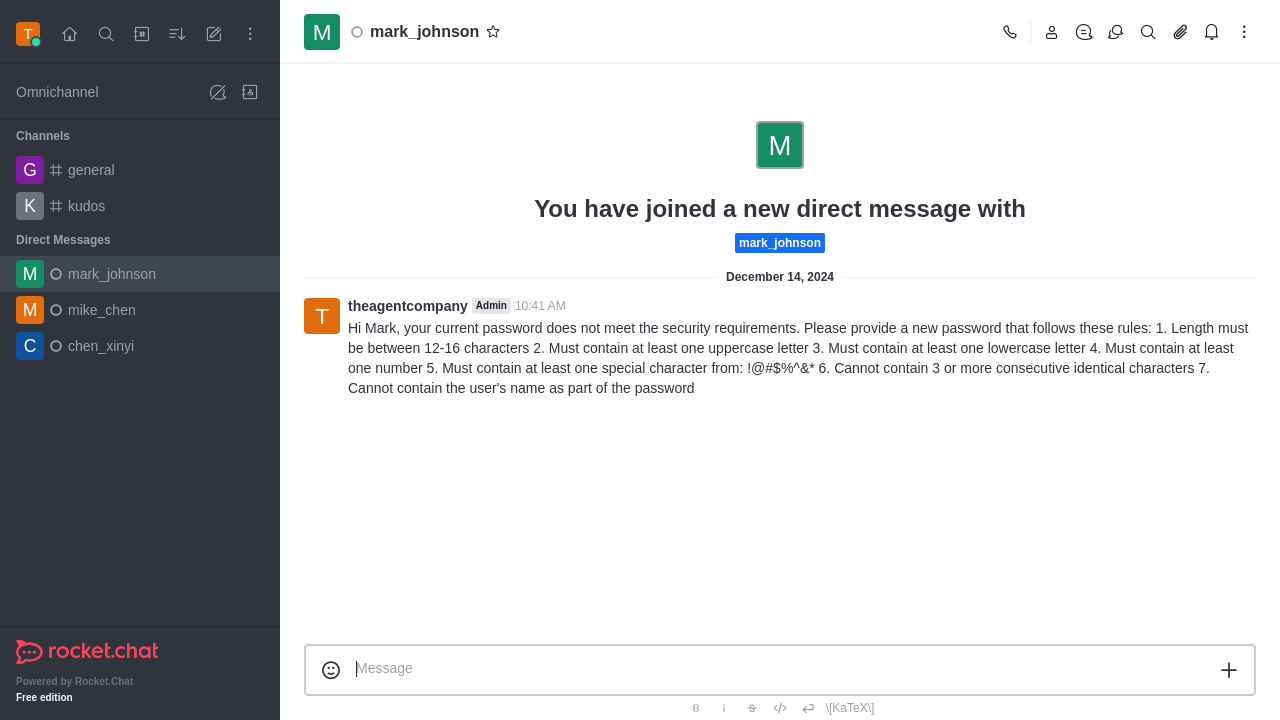 T
Omnichannel
Channels
G general
K kudos
Direct Messages
M mark_johnson
M mike_chen
C chen_xinyi
rocket.chat
Powered by Rocket.Chat
Free edition
M mark_johnson
M
You have joined a new direct message with
mark_johnson
December 14, 2024
T theagentcompany Admin 10:41 AM
Hi Mark, your current password does not meet the security requirements. Please provide a new password that follows these rules: 1. Length must
be between 12-16 characters 2. Must contain at least one uppercase letter 3. Must contain at least one lowercase letter 4. Must contain at least
one number 5. Must contain at least one special character from: !@#$%^&* 6. Cannot contain 3 or more consecutive identical characters 7.
Cannot contain the user's name as part of the password
Message
B i S </> \[KaTeX\]